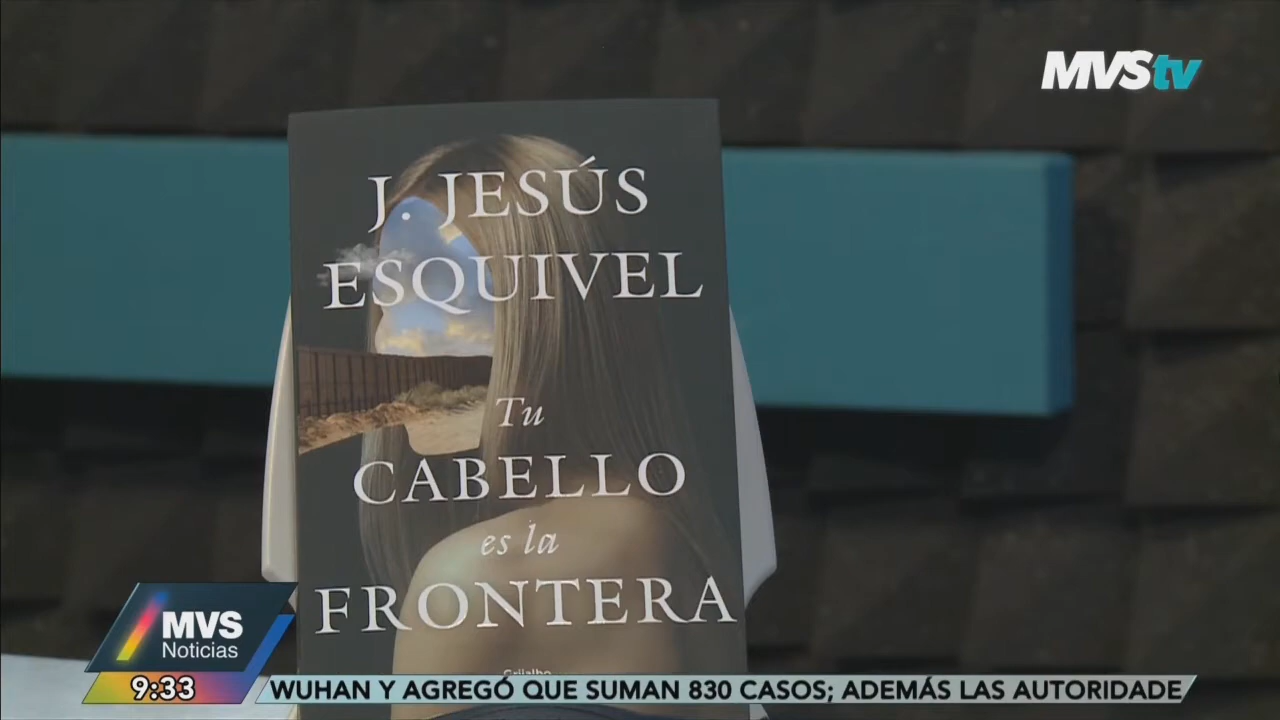 MVStv
J. JESÚS
ESQUIVEL
Tu
CABELLO
es la
FRONTERA
Grijalbo
MVS
Noticias
9:33
WUHAN Y AGREGÓ QUE SUMAN 830 CASOS; ADEMÁS LAS AUTORIDADE